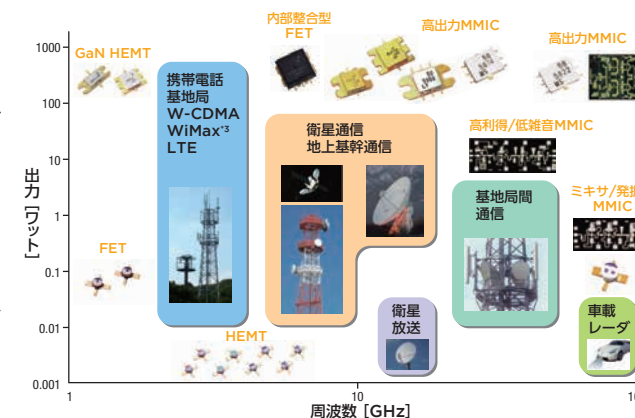 内部整合型
FET
高出力MMIC
高出力MMIC
GaN HEMT
1000
携帯電話
基地局
W-CDMA
WiMax*3
LTE
100
衛星通信
地上基幹通信
高利得/低雑音MMIC
10
基地局間
通信
ミキサ/発振
MMIC
出力[ワット]
1
FET
0.1
衛星
放送
車載
レーダ
0.01
HEMT
0.001
1
10
10
周波数 [GHz]